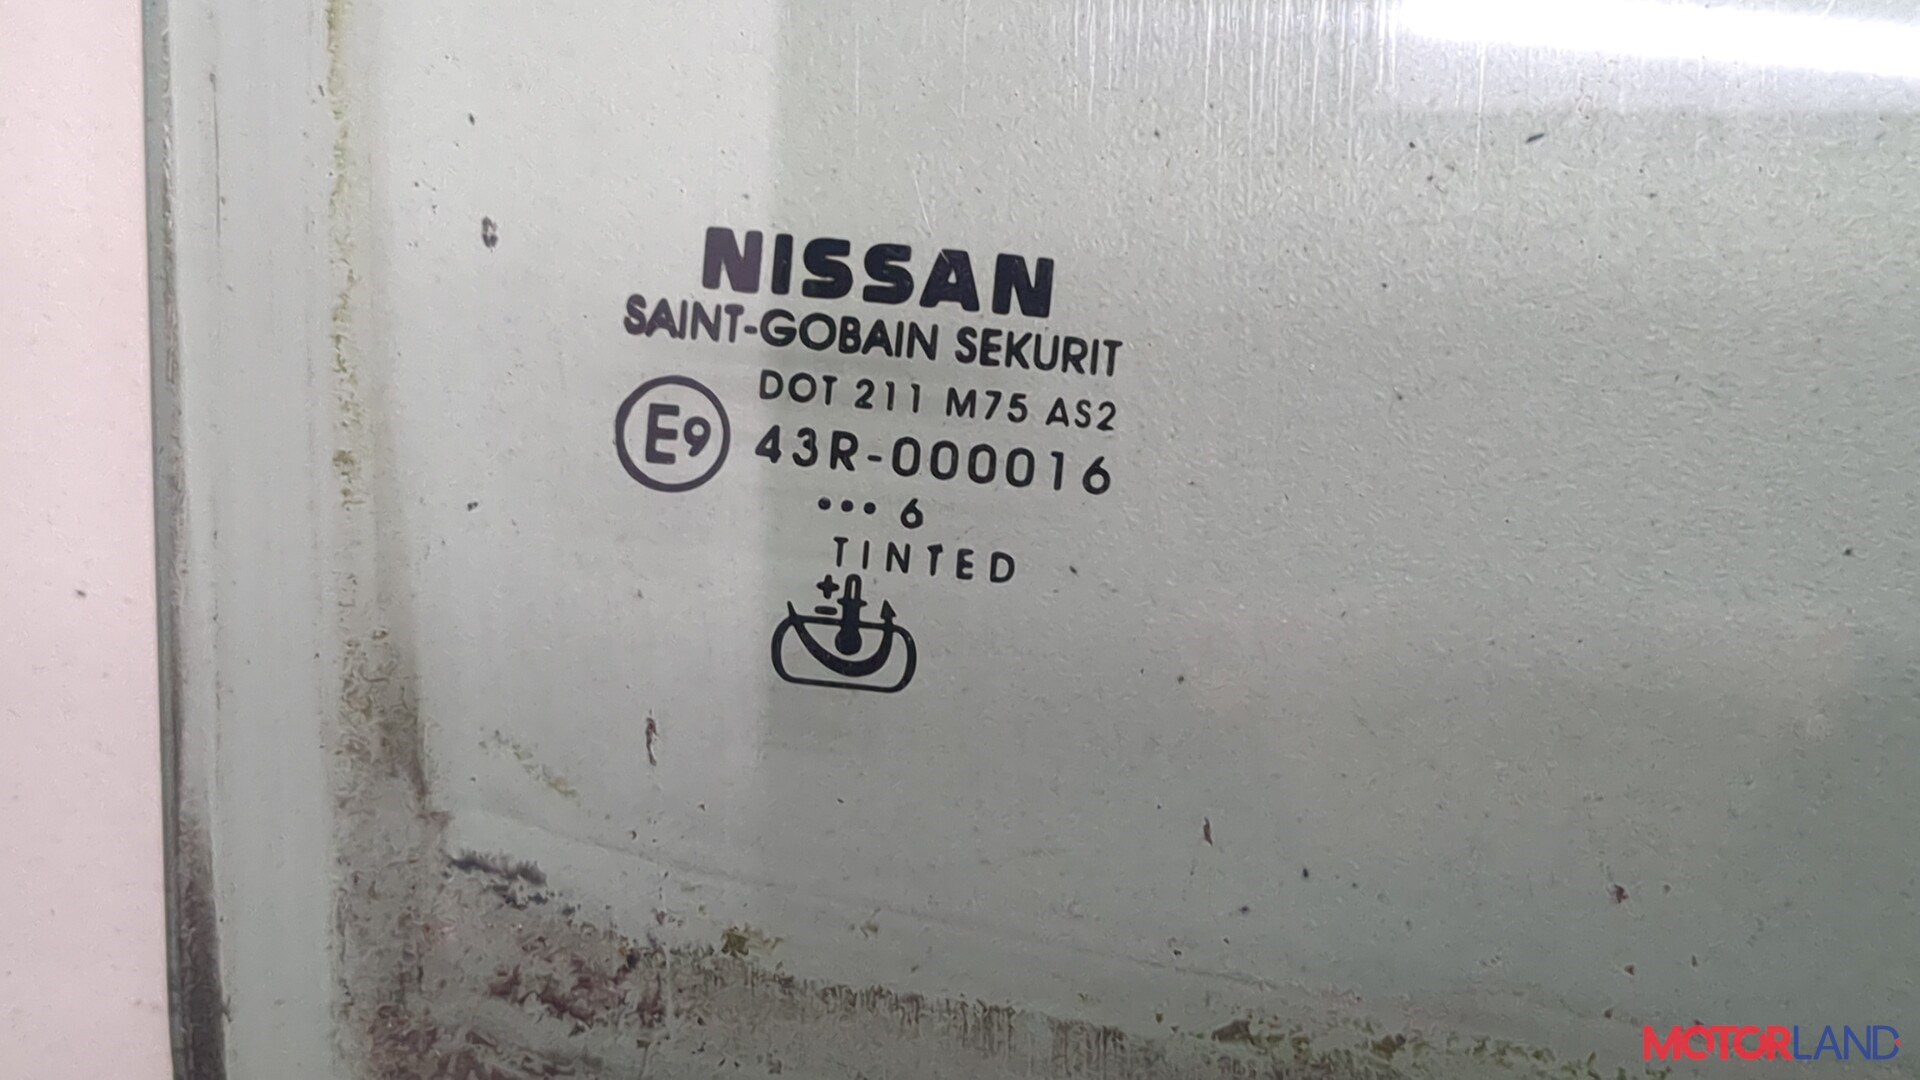 NISSAN
SAINT-GOBAIN SEKURIT
DOT 211 M75 AS2
E9 43R-000016
••• 6
TINTED
+
-
MOTORLAND